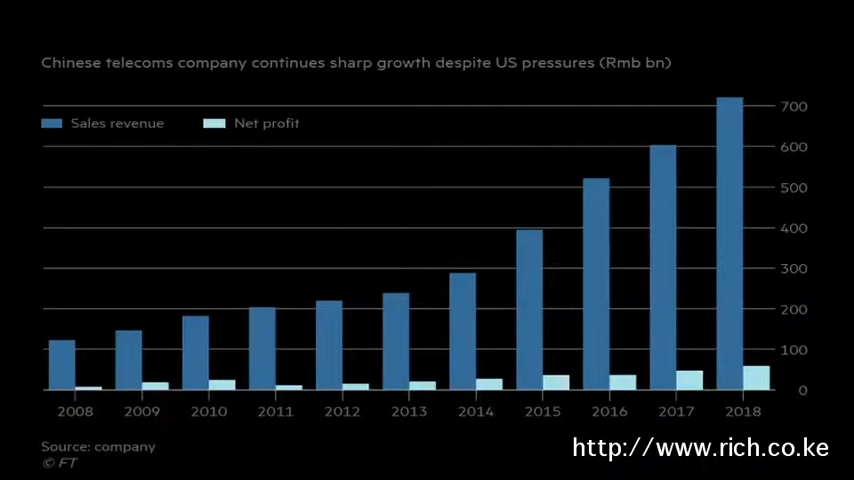 Chinese telecoms company continues sharp growth despite US pressures (Rmb bn)
700
Sales revenue Net profit
600
500
400
300
200
100
0
2008 2009 2010 2011 2012 2013 2014 2015 2016 2017 2018
Source: company
© FT
http://www.rich.co.ke